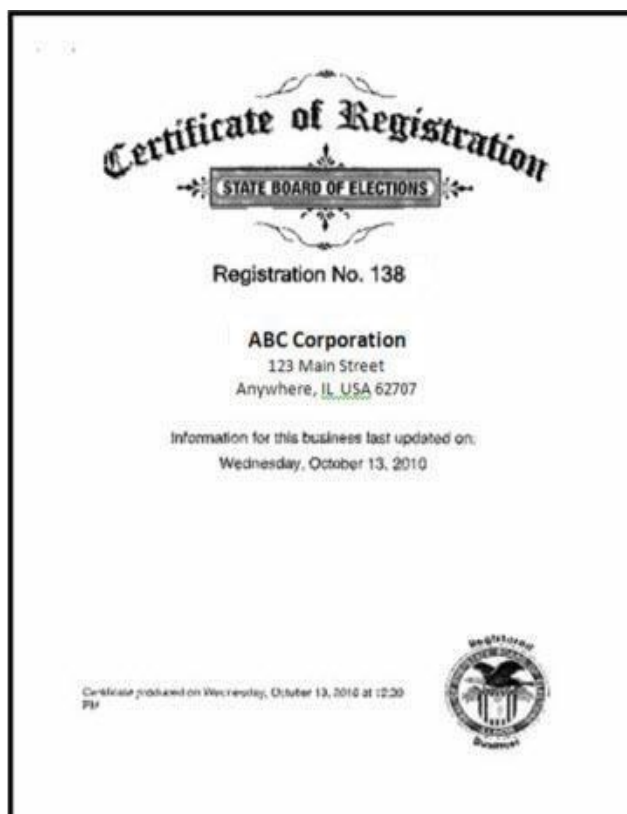 Certificate of Registration
STATE BOARD OF ELECTIONS
Registration No. 138
ABC Corporation
123 Main Street
Anywhere, IL USA 62707
Information for this business last updated on:
Wednesday, October 13, 2010
Registered
Certificate produced on Wednesday, October 13, 2010 at 12:30
PM
Business